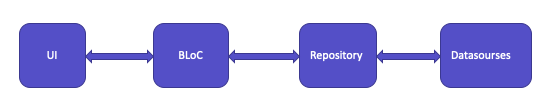 UI
BLoC
Repository
Datasourses